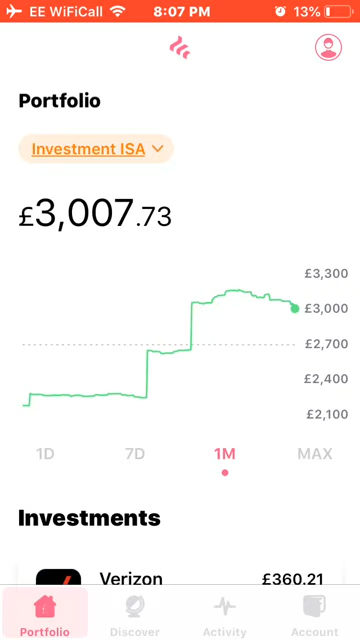 EE WiFiCall 8:07 PM 13%
Portfolio
Investment ISA
£3,007.73
£3,300
£3,000
£2,700
£2,400
£2,100
1D 7D 1M MAX
Investments
Verizon £360.21
Portfolio Discover Activity Account